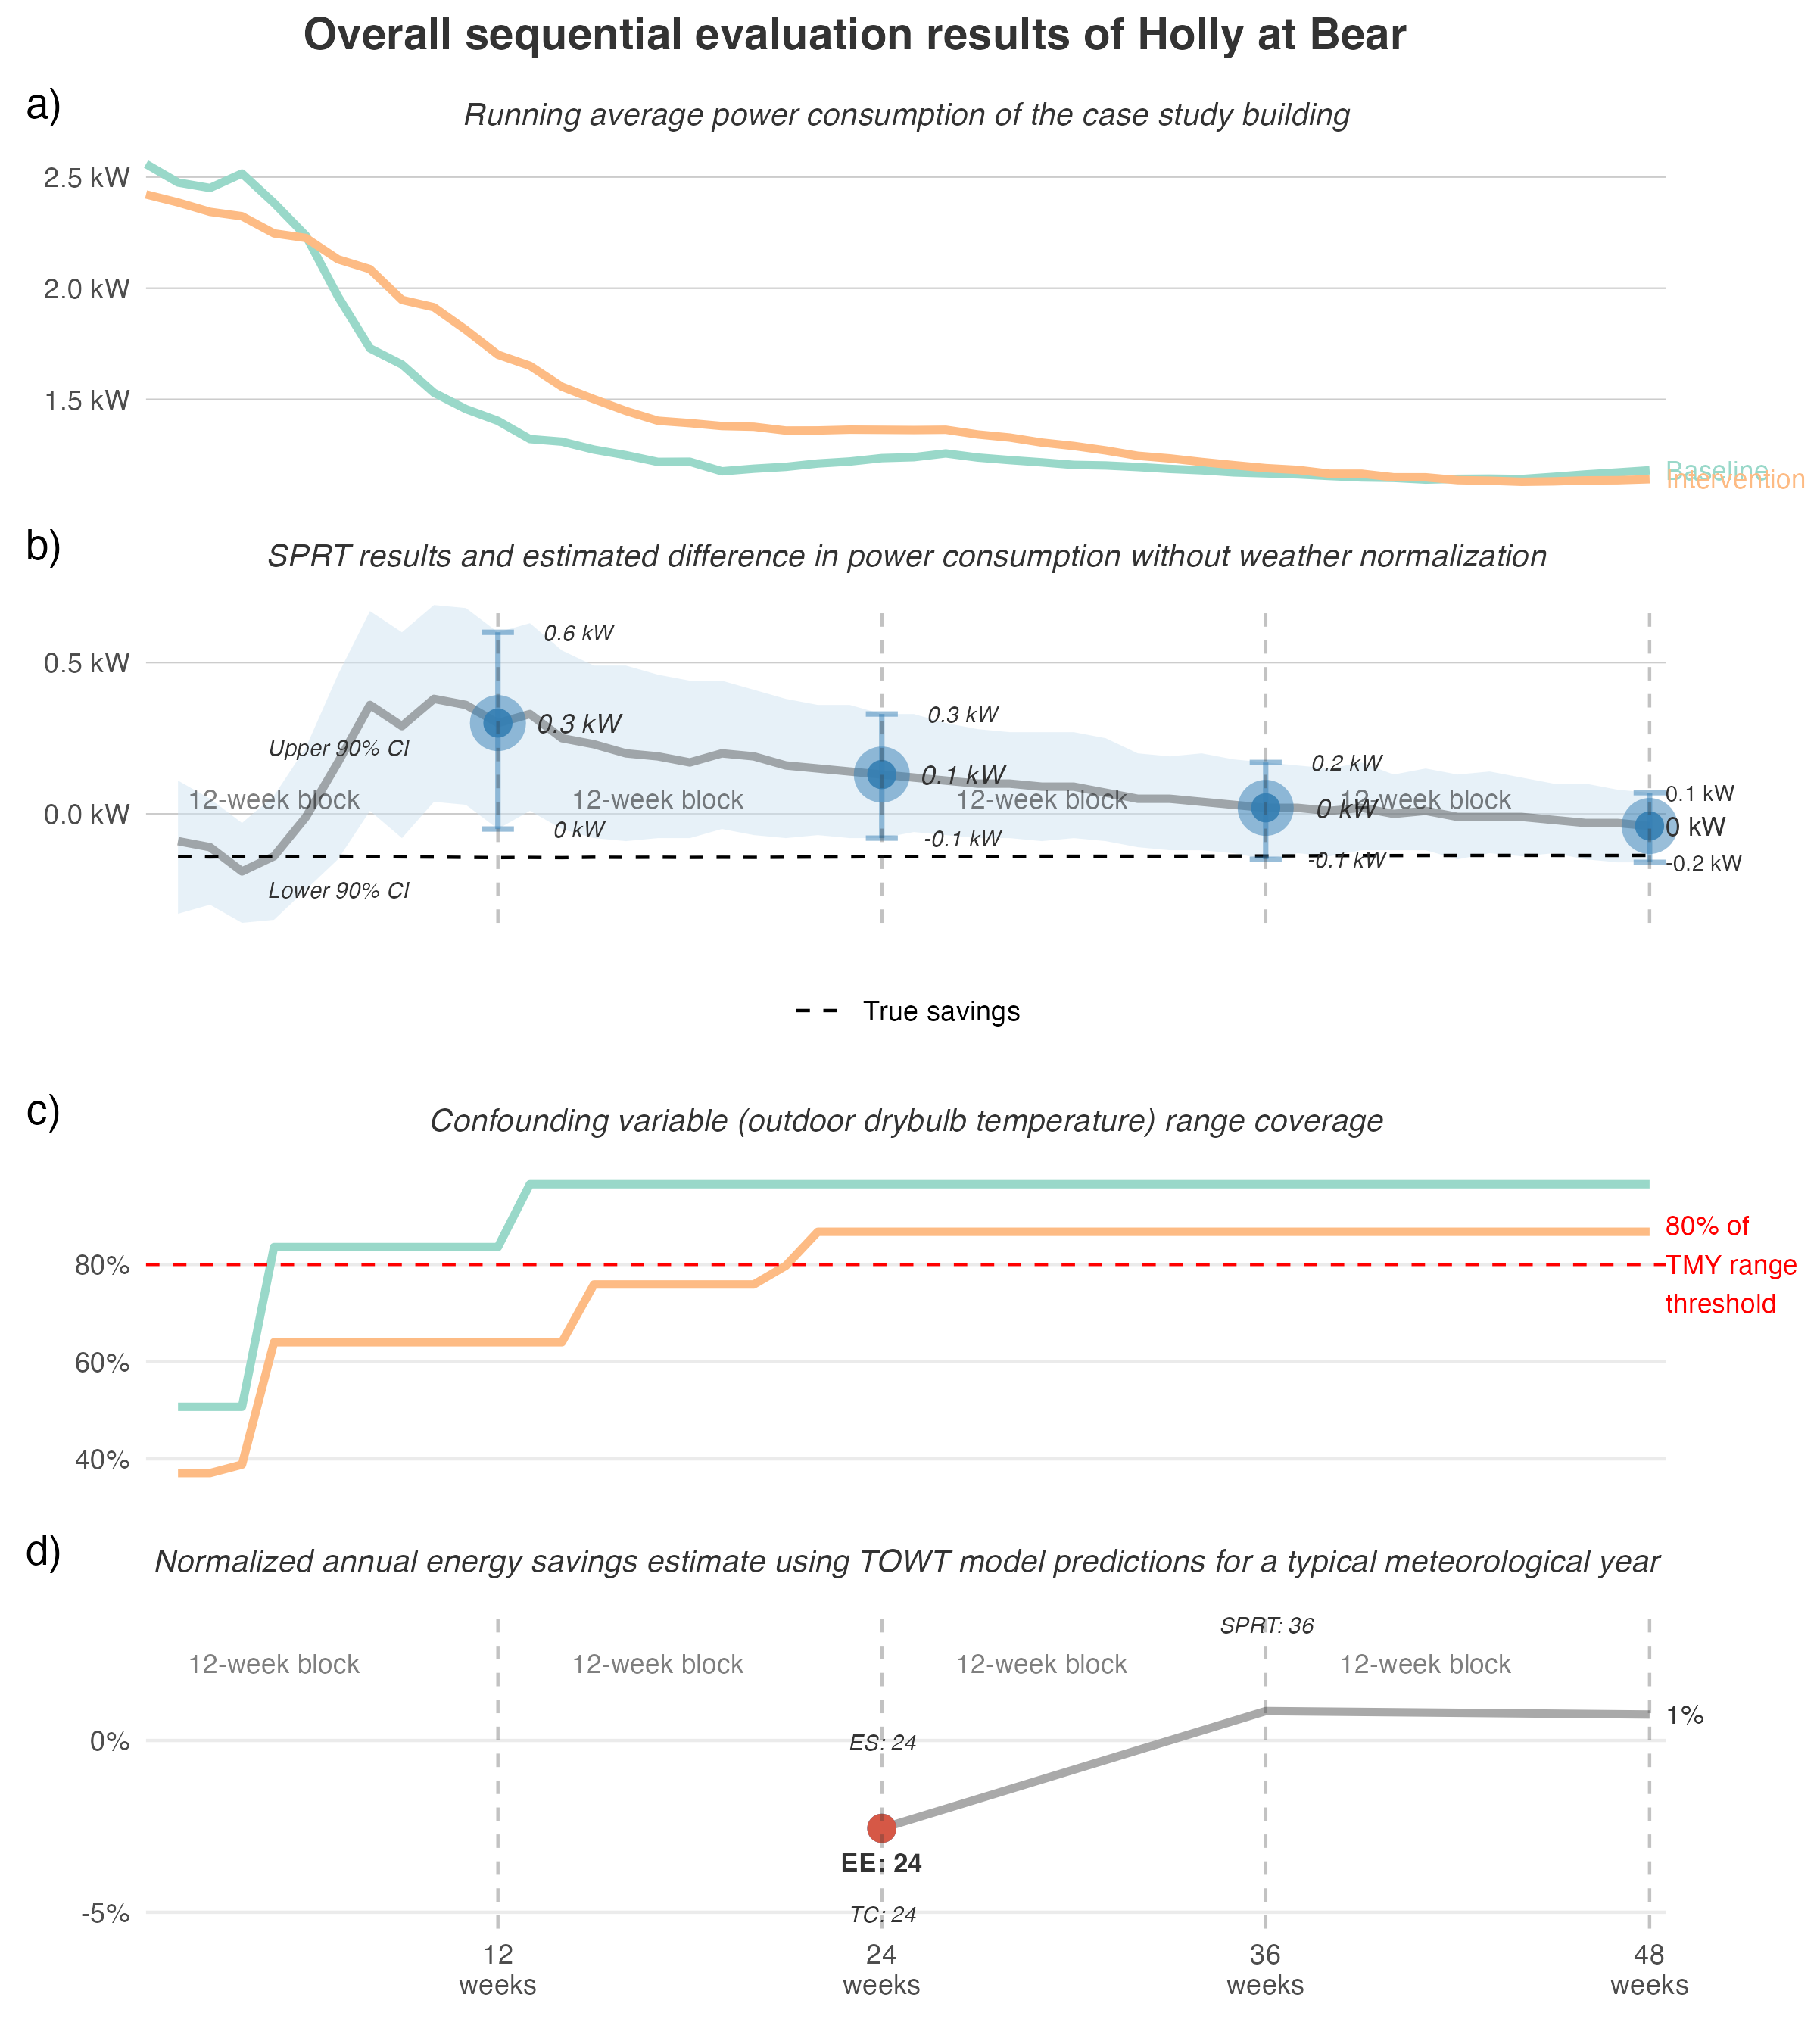 Overall sequential evaluation results of Holly at Bear
a)
Running average power consumption of the case study building
2.5 kW
2.0 kW
1.5 kW
Baseline
Intervention
b)
SPRT results and estimated difference in power consumption without weather normalization
0.6 kW
0.5 kW
0.3 kW
0.3 kW
Upper 90% CI
0.1 kW
0.2 kW
12-week block
12-week block
12-week block
12-week block
0.1 kW
0.0 kW
0 kW
0 kW
0 kW
-0.1 kW
-0.1 kW
-0.2 kW
Lower 90% CI
True savings
c)
Confounding variable (outdoor drybulb temperature) range coverage
80%
60%
40%
80% of
TMY range
threshold
d)
Normalized annual energy savings estimate using TOWT model predictions for a typical meteorological year
SPRT: 36
12-week block
12-week block
12-week block
12-week block
1%
0%
ES: 24
EE: 24
-5%
TC: 24
12
weeks
24
weeks
36
weeks
48
weeks